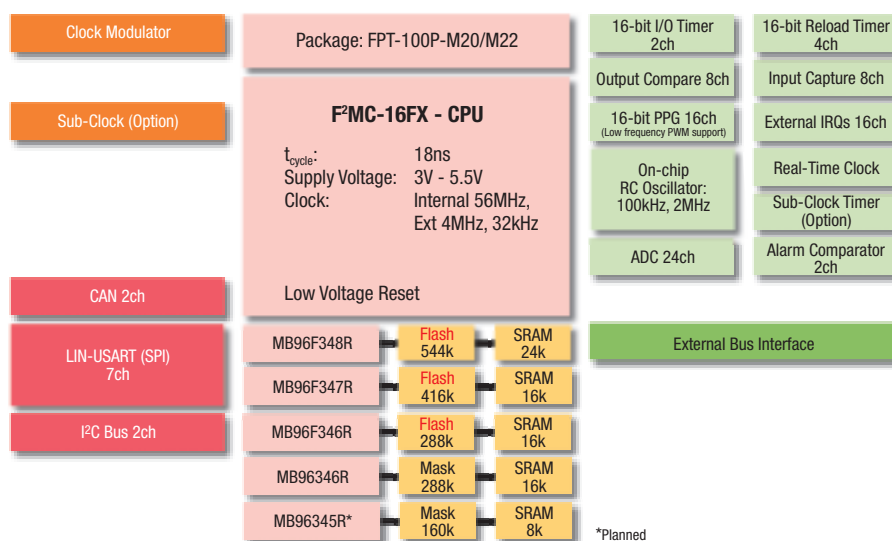 Clock Modulator
Sub-Clock (Option)
CAN 2ch
LIN-USART (SPI)
7ch
I²C Bus 2ch
Package: FPT-100P-M20/M22
F²MC-16FX - CPU
tcycle: 18ns
Supply Voltage: 3V - 5.5V
Clock: Internal 56MHz,
Ext 4MHz, 32kHz
Low Voltage Reset
MB96F348R Flash 544k SRAM 24k
MB96F347R Flash 416k SRAM 16k
MB96F346R Flash 288k SRAM 16k
MB96346R Mask 288k SRAM 16k
MB96345R* Mask 160k SRAM 8k
16-bit I/O Timer
2ch
16-bit Reload Timer
4ch
Output Compare 8ch
Input Capture 8ch
16-bit PPG 16ch
(Low frequency PWM support)
External IRQs 16ch
On-chip
RC Oscillator:
100kHz, 2MHz
Real-Time Clock
Sub-Clock Timer
(Option)
ADC 24ch
Alarm Comparator
2ch
External Bus Interface
*Planned